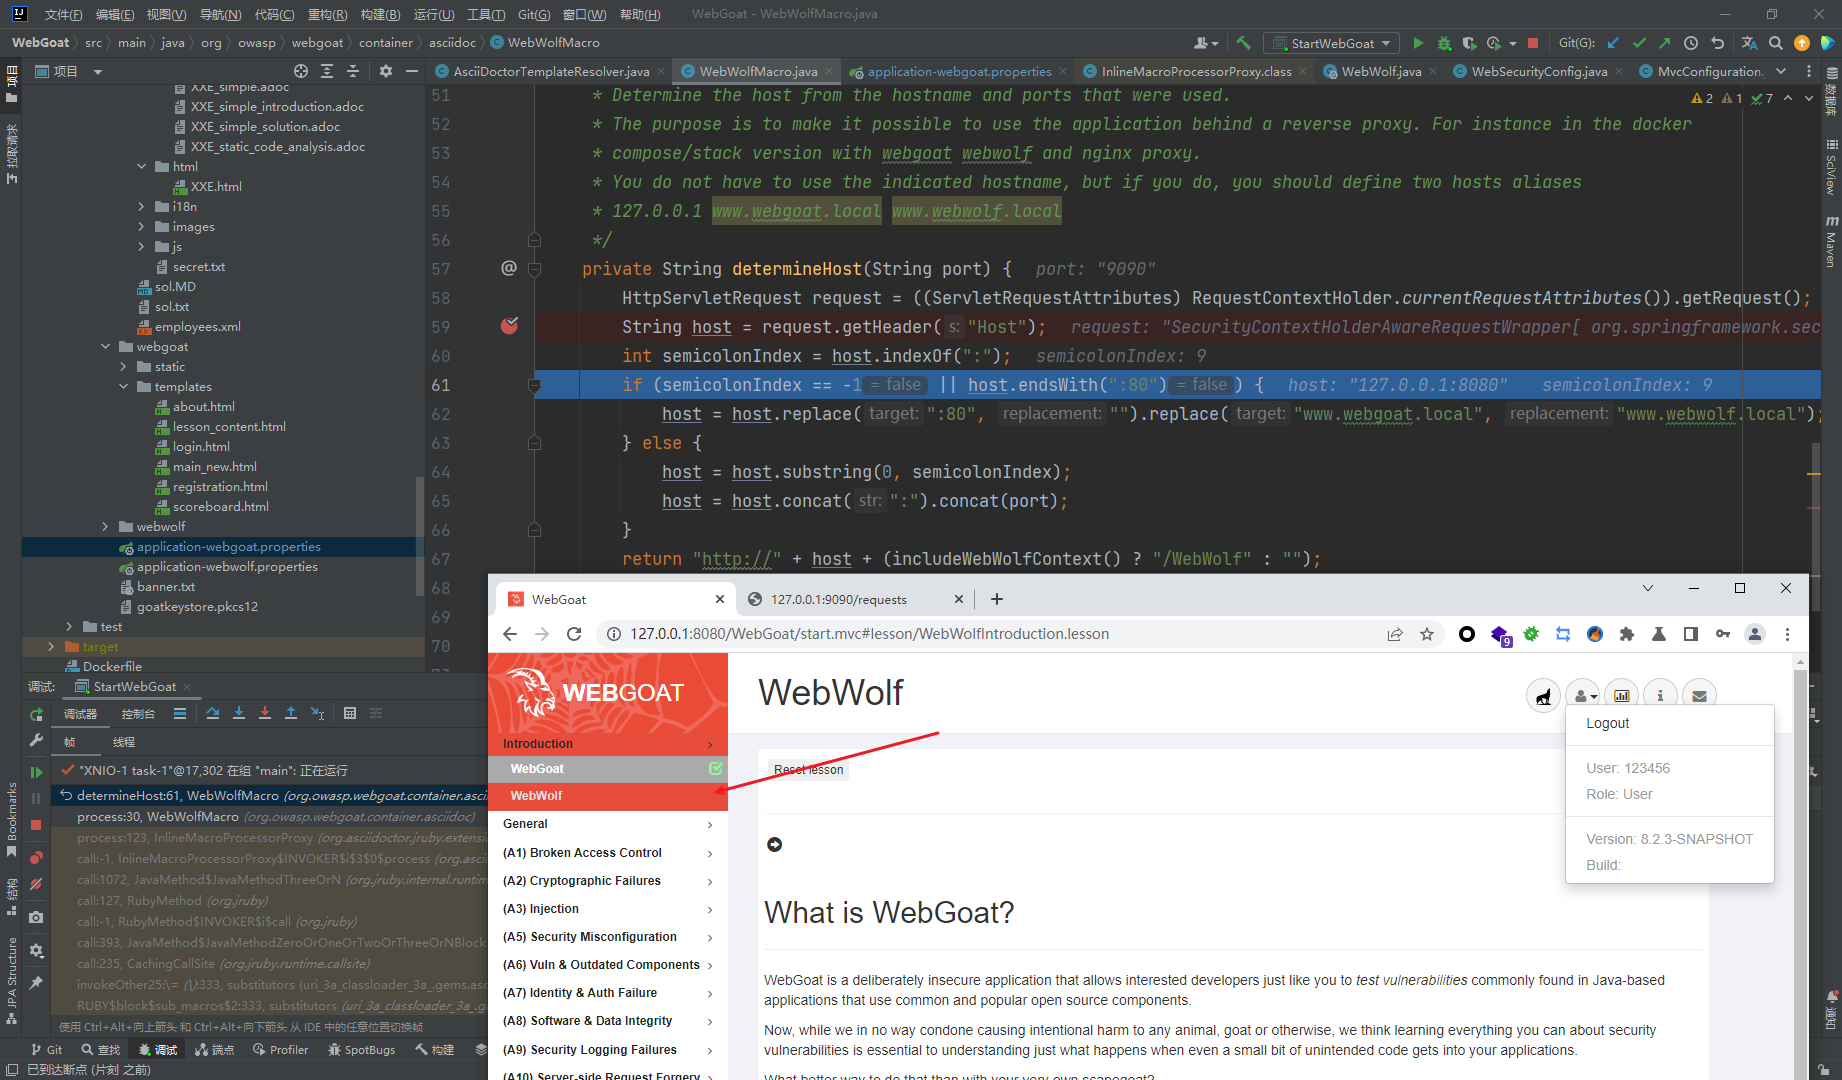 文件(F) 编辑(E) 视图(V) 导航(N) 代码(C) 重构(R) 构建(B) 运行(U) 工具(T) Git(G) 窗口(W) 帮助(H) WebGoat - WebWolfMacro.java
WebGoat src main java org owasp webgoat container asciidoc WebWolfMacro
StartWebGoat Git(G):
项目
AsciiDoctorTemplateResolver.java WebWolfMacro.java application-webgoat.properties InlineMacroProcessorProxy.class WebWolf.java WebSecurityConfig.java MvcConfiguration.
项目
拉取请求
Bookmarks
结构
JPA Structure
数据库
SciView
Maven
通知
XXE_simple.adoc
XXE_simple_introduction.adoc
XXE_simple_solution.adoc
XXE_static_code_analysis.adoc
html
XXE.html
i18n
images
js
secret.txt
sol.MD
sol.txt
employees.xml
webgoat
static
templates
about.html
lesson_content.html
login.html
main_new.html
registration.html
scoreboard.html
webwolf
application-webgoat.properties
application-webwolf.properties
banner.txt
goatkeystore.pkcs12
test
target
Dockerfile
2 1 7
51 * Determine the host from the hostname and ports that were used.
52 * The purpose is to make it possible to use the application behind a reverse proxy. For instance in the docker
53 * compose/stack version with webgoat webwolf and nginx proxy.
54 * You do not have to use the indicated hostname, but if you do, you should define two hosts aliases
55 * 127.0.0.1 www.webgoat.local www.webwolf.local
56 */
57 @ private String determineHost(String port) { port: "9090"
58 HttpServletRequest request = ((ServletRequestAttributes) RequestContextHolder.currentRequestAttributes()).getRequest();
59 String host = request.getHeader( s: "Host"); request: "SecurityContextHolderAwareRequestWrapper[ org.springframework.sec
60 int semicolonIndex = host.indexOf(":"); semicolonIndex: 9
61 if (semicolonIndex == -1 = false || host.endsWith(":80") = false ) { host: "127.0.0.1:8080" semicolonIndex: 9
62 host = host.replace( target: ":80", replacement: "").replace( target: "www.webgoat.local", replacement: "www.webwolf.local");
63 } else {
64 host = host.substring(0, semicolonIndex);
65 host = host.concat( str: ":").concat(port);
66 }
67 return "http://" + host + (includeWebWolfContext() ? "/WebWolf" : "");
68
69
70
调试: StartWebGoat
调试器 控制台
帧 线程
"XNIO-1 task-1"@17,302 在组 "main": 正在运行
determineHost:61, WebWolfMacro (org.owasp.webgoat.container.ascii
process:30, WebWolfMacro (org.owasp.webgoat.container.asciidoc)
process:123, InlineMacroProcessorProxy (org.asciidoctor.jruby.extensi
call:-1, InlineMacroProcessorProxy$INVOKER$i$3$0$process (org.asci
call:1072, JavaMethod$JavaMethodThreeOrN (org.jruby.internal.runtim
call:127, RubyMethod (org.jruby)
call:-1, RubyMethod$INVOKER$i$call (org.jruby)
call:393, JavaMethod$JavaMethodZeroOrOneOrTwoOrThreeOrNBlock
call:235, CachingCallSite (org.jruby.runtime.callsite)
RUBY$block$sub_macros$2:333, substitutors (uri_3a_classloader_3a_.g
使用 Ctrl+Alt+向上箭头 和 Ctrl+Alt+向下箭头 从 IDE 中的任意位置切换帧
Git 查找 调试 端点 Profiler SpotBugs 构建
已到达断点 (片刻 之前)
WebGoat 127.0.0.1:9090/requests
127.0.0.1:8080/WebGoat/start.mvc#lesson/WebWolfIntroduction.lesson
9
WEBGOAT
Introduction
WebGoat
WebWolf
General
(A1) Broken Access Control
(A2) Cryptographic Failures
(A3) Injection
(A5) Security Misconfiguration
(A6) Vuln & Outdated Components
(A7) Identity & Auth Failure
(A8) Software & Data Integrity
(A9) Security Logging Failures
(A10) Server-side Request Forgery
WebWolf
Reset lesson
Logout
User: 123456
Role: User
Version: 8.2.3-SNAPSHOT
Build:
What is WebGoat?
WebGoat is a deliberately insecure application that allows interested developers just like you to test vulnerabilities commonly found in Java-based
applications that use common and popular open source components.
Now, while we in no way condone causing intentional harm to any animal, goat or otherwise, we think learning everything you can about security
vulnerabilities is essential to understanding just what happens when even a small bit of unintended code gets into your applications.
What better way to do that than with your very own scapegoat?